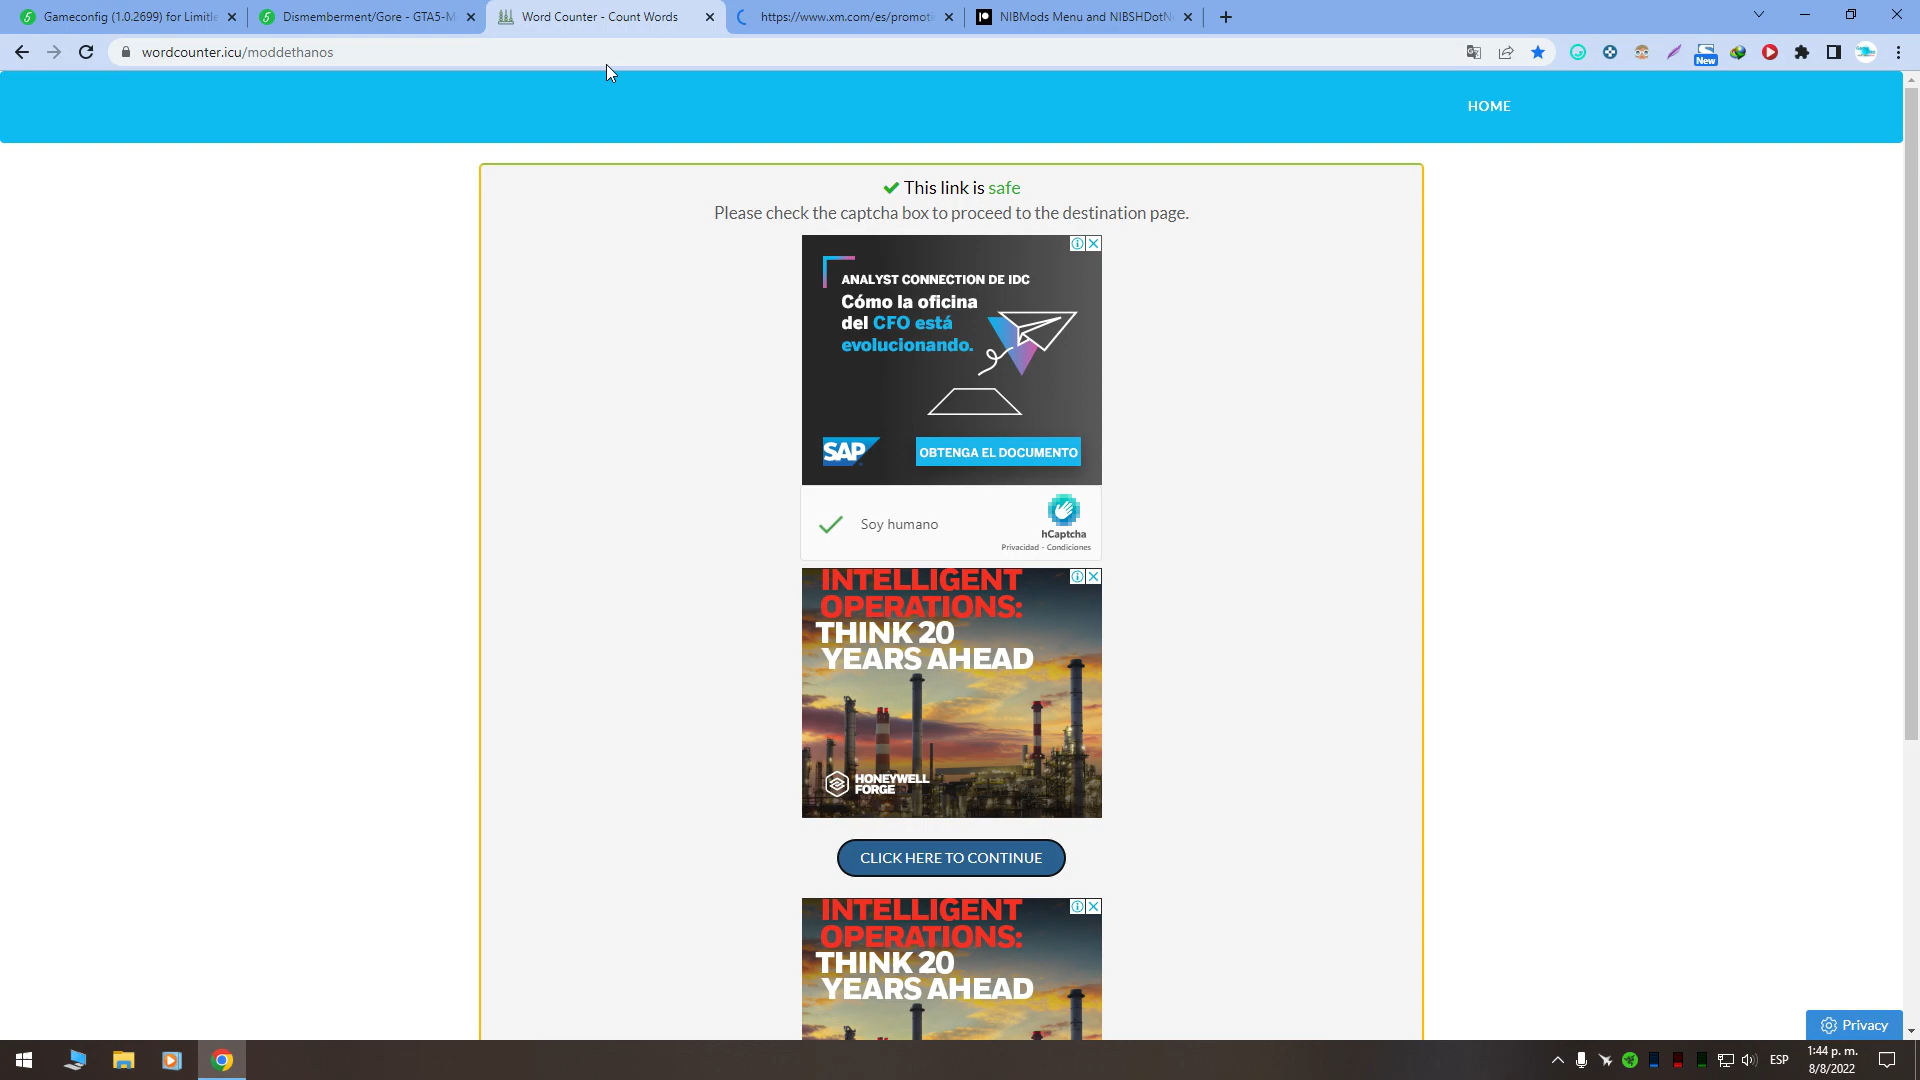 Gameconfig (1.0.2699) for Limitle
Dismemberment/Gore - GTA5-M
Word Counter - Count Words
https://www.xm.com/es/promoti
NIBMods Menu and NIBSHDotN
wordcounter.icu/moddethanos
New
HOME
This link is safe
Please check the captcha box to proceed to the destination page.
ANALYST CONNECTION DE IDC
Cómo la oficina
del CFO está
evolucionando.
SAP
OBTENGA EL DOCUMENTO
Soy humano
hCaptcha
Privacidad - Condiciones
INTELLIGENT
OPERATIONS:
THINK 20
YEARS AHEAD
HONEYWELL
FORGE
CLICK HERE TO CONTINUE
INTELLIGENT
OPERATIONS:
THINK 20
YEARS AHEAD
Privacy
ESP
1:44 p. m.
8/8/2022